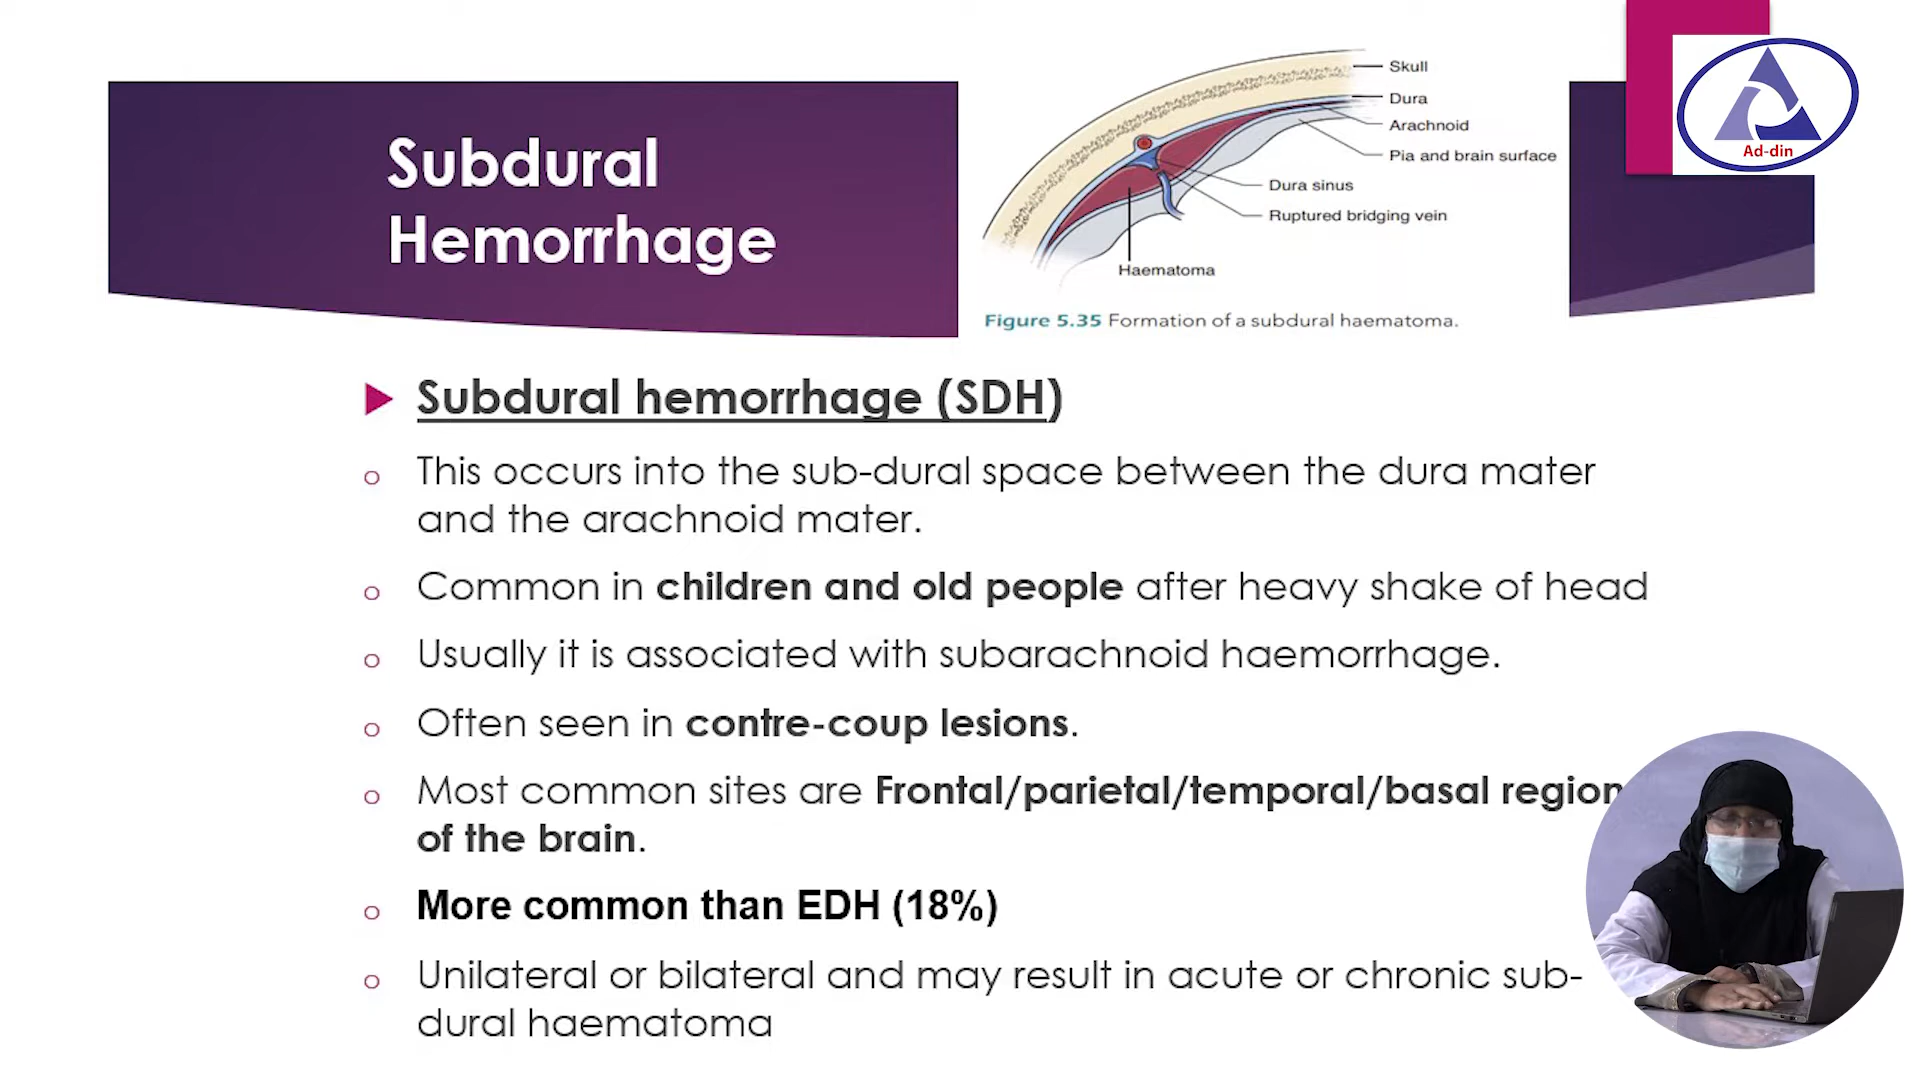 Subdural
Hemorrhage
Skull
Dura
Arachnoid
Pia and brain surface
Dura sinus
Ruptured bridging vein
Haematoma
Figure 5.35 Formation of a subdural haematoma.
Ad-din
Subdural hemorrhage (SDH)
This occurs into the sub-dural space between the dura mater
and the arachnoid mater.
Common in children and old people after heavy shake of head
Usually it is associated with subarachnoid haemorrhage.
Often seen in contre-coup lesions.
Most common sites are Frontal/parietal/temporal/basal region
of the brain.
More common than EDH (18%)
Unilateral or bilateral and may result in acute or chronic sub-
dural haematoma